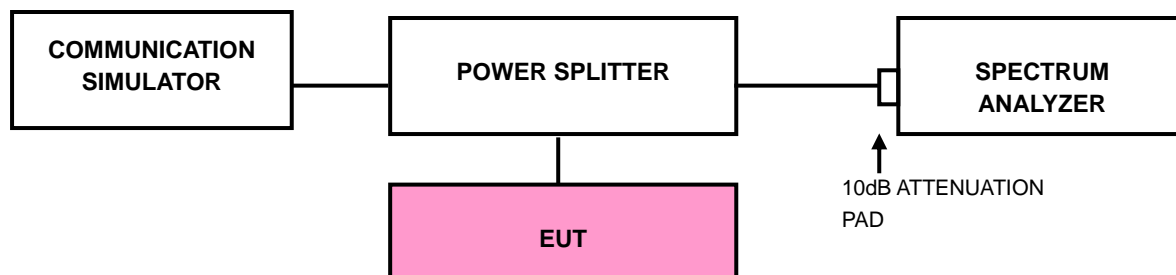 COMMUNICATION
SIMULATOR
POWER SPLITTER
SPECTRUM
ANALYZER
10dB ATTENUATION
PAD
EUT